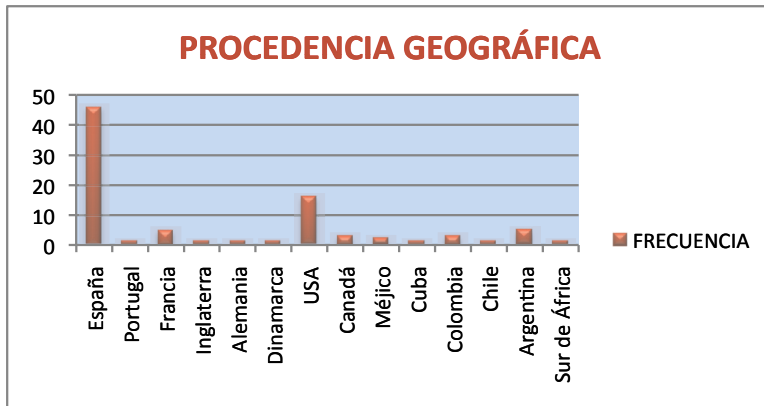 PROCEDENCIA GEOGRÁFICA
50
40
30
20
10
0
España
Portugal
Francia
Inglaterra
Alemania
Dinamarca
USA
Canadá
Méjico
Cuba
Colombia
Chile
Argentina
Sur de África
FRECUENCIA